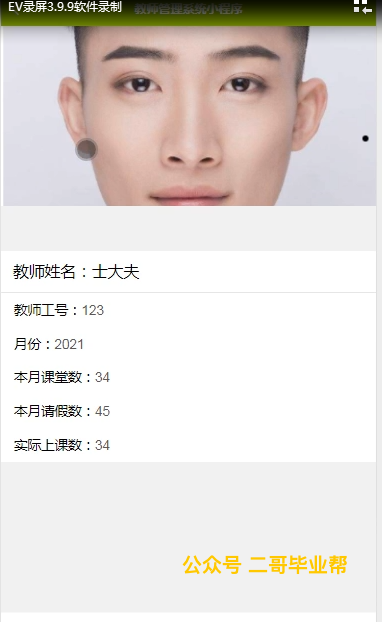 EV录屏3.9.9软件录制
教师管理系统小程序
教师姓名：士大夫
教师工号：123
月份：2021
本月课堂数：34
本月请假数：45
实际上课数：34
公众号 二哥毕业帮